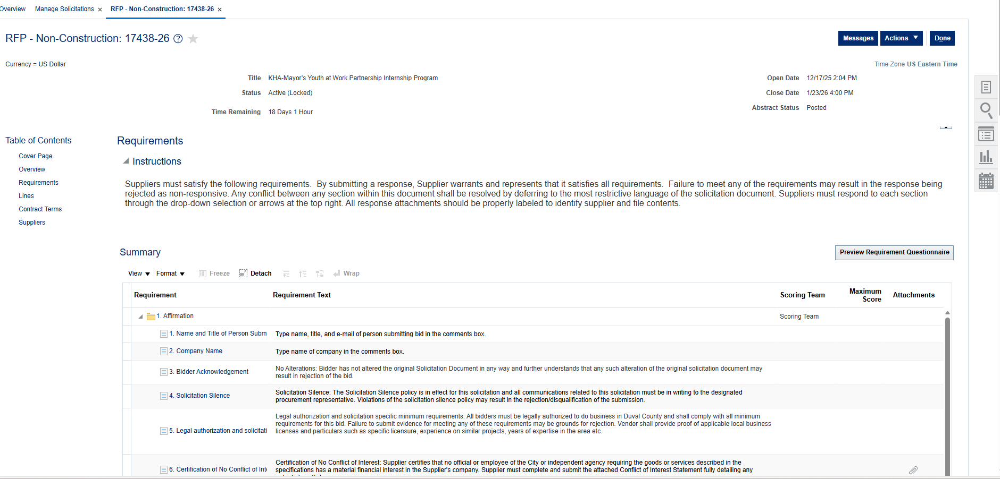 Overview
Manage Solicitations ×
RFP - Non-Construction: 17438-26 ×
RFP - Non-Construction: 17438-26 ?
Messages
Actions
Done
Currency = US Dollar
Time Zone US Eastern Time
Title KHA-Mayor's Youth at Work Partnership Internship Program
Status Active (Locked)
Time Remaining 18 Days 1 Hour
Open Date 12/17/25 2:04 PM
Close Date 1/23/26 4:00 PM
Abstract Status Posted
Table of Contents
Cover Page
Overview
Requirements
Lines
Contract Terms
Suppliers
Requirements
Instructions
Suppliers must satisfy the following requirements.  By submitting a response, Supplier warrants and represents that it satisfies all requirements.  Failure to meet any of the requirements may result in the response being
rejected as non-responsive. Any conflict between any section within this document shall be resolved by deferring to the most restrictive language of the solicitation document. Suppliers must respond to each section
through the drop-down selection or arrows at the top right. All response attachments should be properly labeled to identify supplier and file contents.
Summary
Preview Requirement Questionnaire
View
Format
Freeze
Detach
Wrap
Requirement
Requirement Text
Scoring Team
Maximum
Score
Attachments
1. Affirmation
Scoring Team
1. Name and Title of Person Subm
Type name, title, and e-mail of person submitting bid in the comments box.
2. Company Name
Type name of company in the comments box.
3. Bidder Acknowledgement
No Alterations: Bidder has not altered the original Solicitation Document in any way and further understands that any such alteration of the original solicitation document may
result in rejection of the bid.
4. Solicitation Silence
Solicitation Silence: The Solicitation Silence policy is in effect for this solicitation and all communications related to this solicitation must be in writing to the designated
procurement representative. Violations of the solicitation silence policy may result in the rejection/disqualification of the submission.
5. Legal authorization and solicitati
Legal authorization and solicitation specific minimum requirements: All bidders must be legally authorized to do business in Duval County and shall comply with all minimum
requirements for this bid. Failure to submit evidence for meeting any of these requirements may be grounds for rejection. Vendor shall provide proof of applicable local business
licenses and particulars such as specific licensure, experience on similar projects, years of expertise in the area etc.
6. Certification of No Conflict of Int
Certification of No Conflict of Interest: Supplier certifies that no official or employee of the City or independent agency requiring the goods or services described in the
specifications has a material financial interest in the Supplier's company. Supplier must complete and submit the attached Conflict of Interest Statement fully detailing any